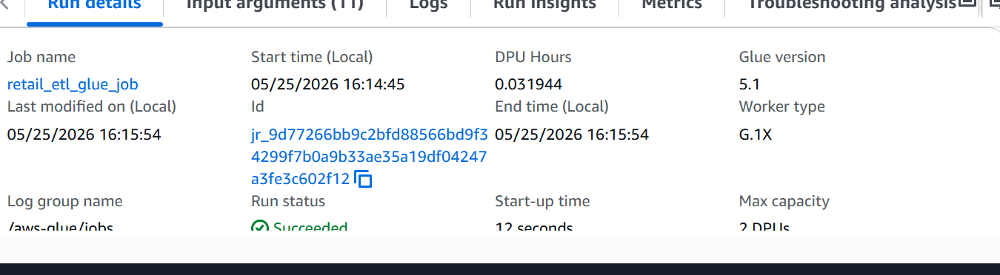 Run details Input arguments (11) Logs Run insights Metrics Troubleshooting analysis
Job name Start time (Local) DPU Hours Glue version
retail_etl_glue_job 05/25/2026 16:14:45 0.031944 5.1
Last modified on (Local) Id End time (Local) Worker type
05/25/2026 16:15:54 jr_9d77266bb9c2bfd88566bd9f3 05/25/2026 16:15:54 G.1X
4299f7b0a9b33ae35a19df04247
a3fe3c602f12
Log group name Run status Start-up time Max capacity
/aws-glue/jobs Succeeded 12 seconds 2 DPUs